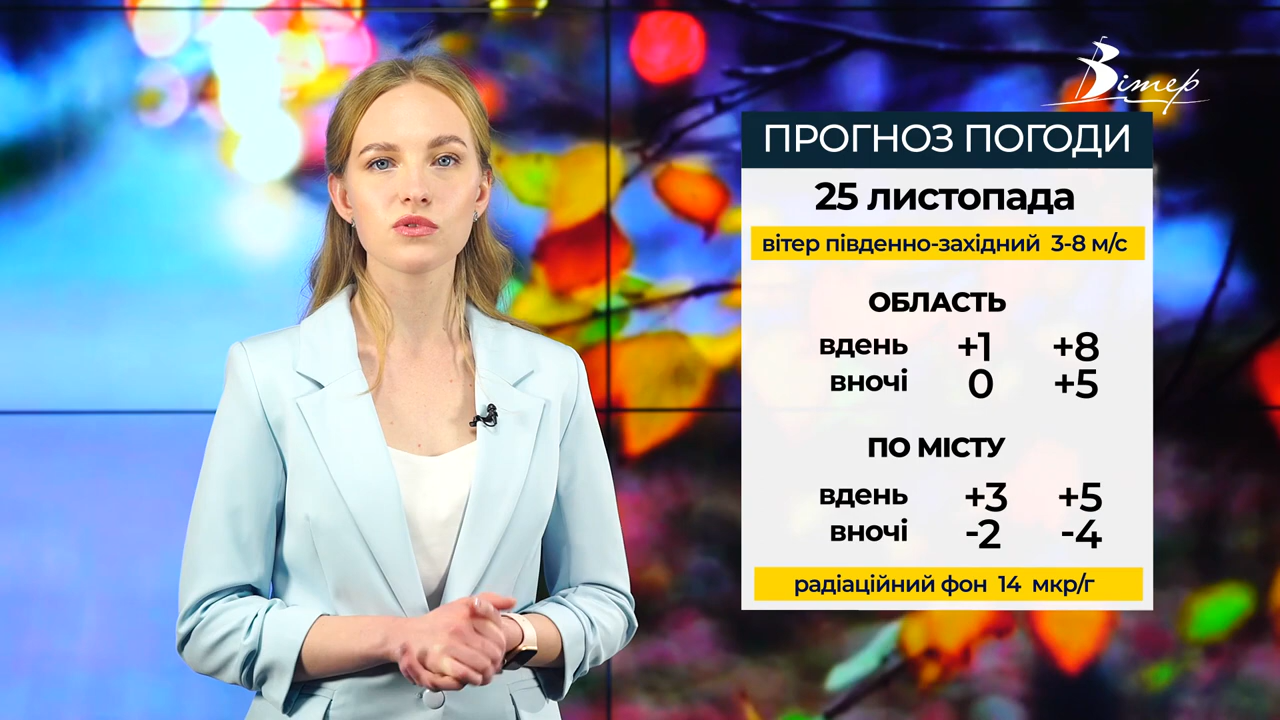 Вітер
ПРОГНОЗ ПОГОДИ
25 листопада
вітер південно-західний 3-8 м/с
ОБЛАСТЬ
вдень +1 +8
вночі 0 +5
ПО МІСТУ
вдень +3 +5
вночі -2 -4
радіаційний фон 14 мкр/г